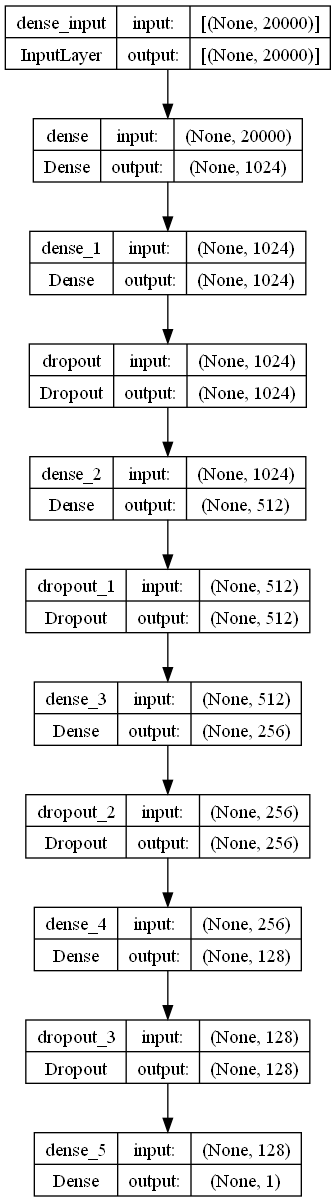 dense_input input: [(None, 20000)]
InputLayer output: [(None, 20000)]
dense input: (None, 20000)
Dense output: (None, 1024)
dense_1 input: (None, 1024)
Dense output: (None, 1024)
dropout input: (None, 1024)
Dropout output: (None, 1024)
dense_2 input: (None, 1024)
Dense output: (None, 512)
dropout_1 input: (None, 512)
Dropout output: (None, 512)
dense_3 input: (None, 512)
Dense output: (None, 256)
dropout_2 input: (None, 256)
Dropout output: (None, 256)
dense_4 input: (None, 256)
Dense output: (None, 128)
dropout_3 input: (None, 128)
Dropout output: (None, 128)
dense_5 input: (None, 128)
Dense output: (None, 1)